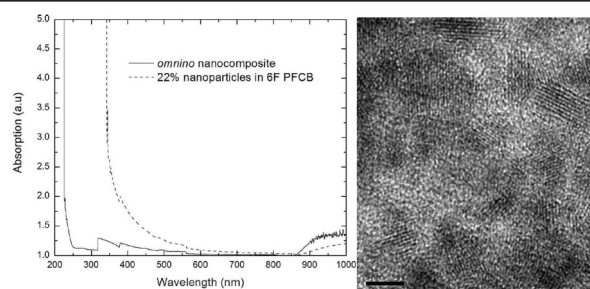 5.0
4.5
4.0
3.5
3.0
2.5
2.0
1.5
1.0
Absorption (a.u)
omnino nanocomposite
22% nanoparticles in 6F PFCB
200 300 400 500 600 700 800 900 1000
Wavelength (nm)